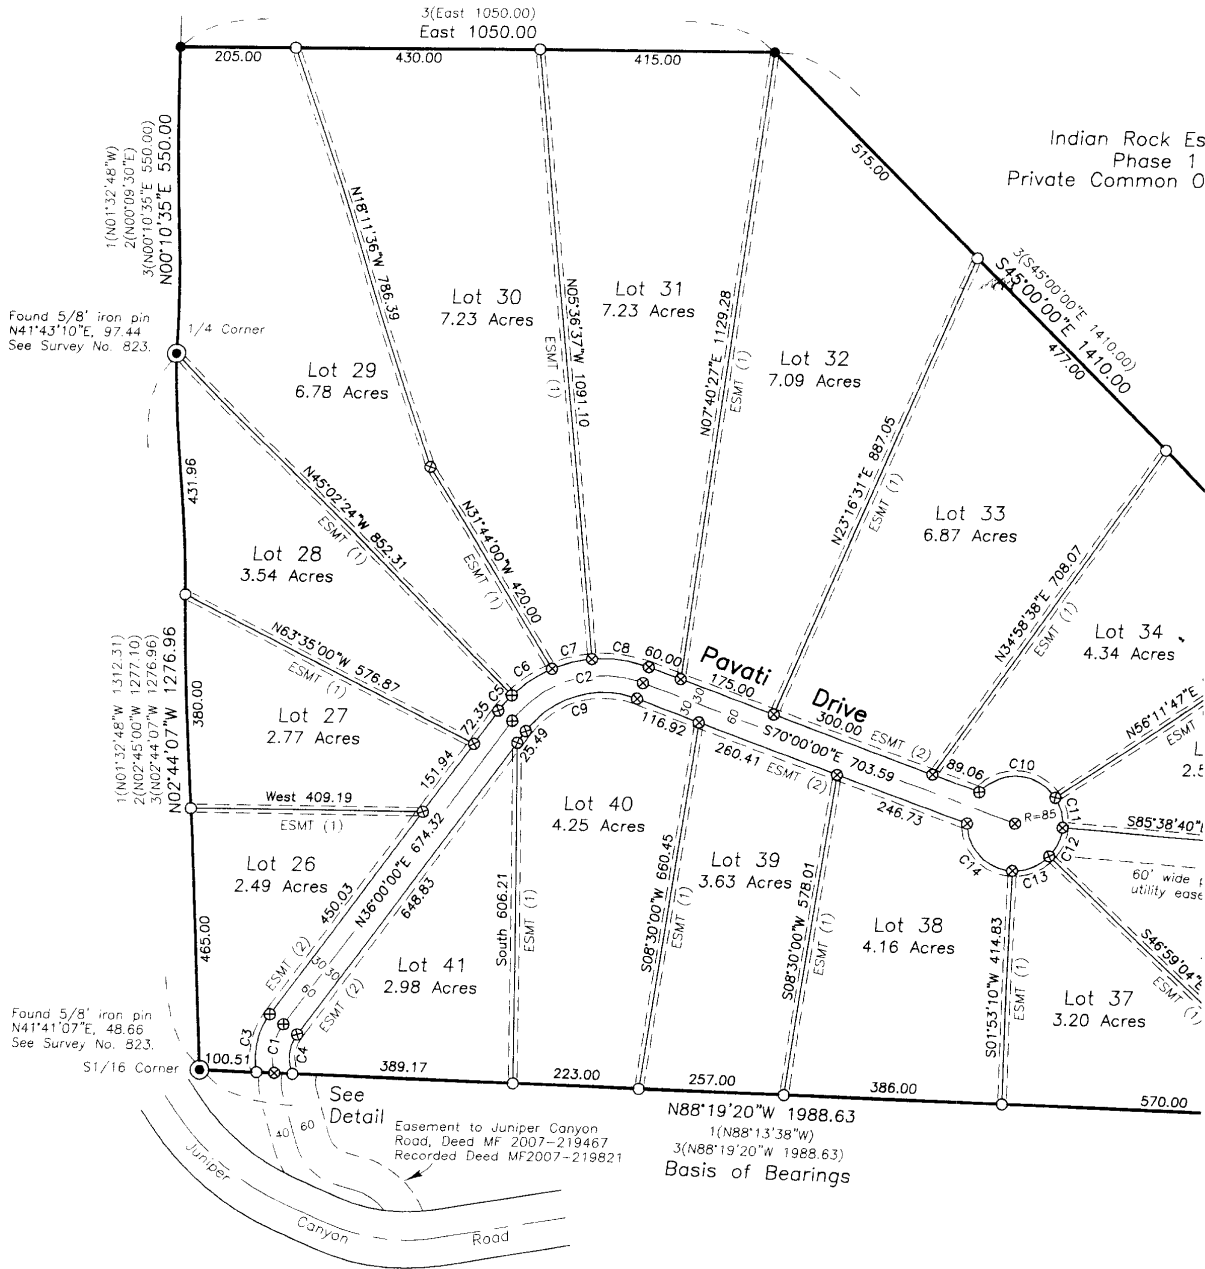 3(East 1050.00)
East 1050.00
205.00
430.00
415.00
1(N01°32'48"W)
2(N00°09'30"E)
3(N00°10'35"E 550.00)
N00°10'35"E 550.00
515.00
Indian Rock Es
Phase 1
Private Common O
3(S45°00'00"E 1410.00)
S45°00'00"E 1410.00
477.00
N18°11'36"W 786.39
Lot 30
7.23 Acres
N05°36'37"W 1091.10
ESMT (1)
Lot 31
7.23 Acres
N07°40'27"E 1129.28
ESMT (1)
Lot 32
7.09 Acres
Found 5/8' iron pin
N41°43'10"E, 97.44
See Survey No. 823.
1/4 Corner
Lot 29
6.78 Acres
N23°16'31"E 887.05
ESMT (1)
Lot 33
6.87 Acres
431.96
N45°02'24"W 852.31
ESMT (1)
Lot 28
3.54 Acres
N31°44'00"W 420.00
ESMT (1)
N34°58'38"E 708.07
ESMT (1)
Lot 34
4.34 Acres
1(N01°32'48"W 1312.31)
2(N02°45'00"W 1277.10)
3(N02°44'07"W 1276.96)
N02°44'07"W 1276.96
380.00
N63°35'00"W 576.87
ESMT (1)
Lot 27
2.77 Acres
72.35
C5
C6
C7
C8
60.00
C2
C9
Pavati
Drive
175.00
300.00
ESMT (2)
30
30
60
S70°00'00"E 703.59
116.92
260.41
ESMT (2)
246.73
89.06
C10
N56°11'47"E
ESMT
L
2.5
C11
R=85
S85°38'40"E
C12
C13
C14
60' wide p
utility ease
151.94
25.49
West 409.19
ESMT (1)
Lot 26
2.49 Acres
450.03
N36°00'00"E 674.32
648.83
ESMT (2)
30 30
60
ESMT (2)
Lot 40
4.25 Acres
South 606.21
ESMT (1)
S08°30'00"W 660.45
ESMT (1)
Lot 39
3.63 Acres
S08°30'00"W 578.01
ESMT (1)
Lot 38
4.16 Acres
S01°53'10"W 414.83
ESMT (1)
S46°59'04"E
ESMT (1)
Lot 37
3.20 Acres
465.00
Lot 41
2.98 Acres
Found 5/8' iron pin
N41°41'07"E, 48.66
See Survey No. 823.
S1/16 Corner
C3
C1
C4
100.51
389.17
223.00
257.00
386.00
570.00
See
Detail
40
60
N88°19'20"W 1988.63
1(N88°13'38"W)
3(N88°19'20"W 1988.63)
Basis of Bearings
Easement to Juniper Canyon
Road, Deed MF 2007-219467
Recorded Deed MF2007-219821
Juniper
Canyon
Road